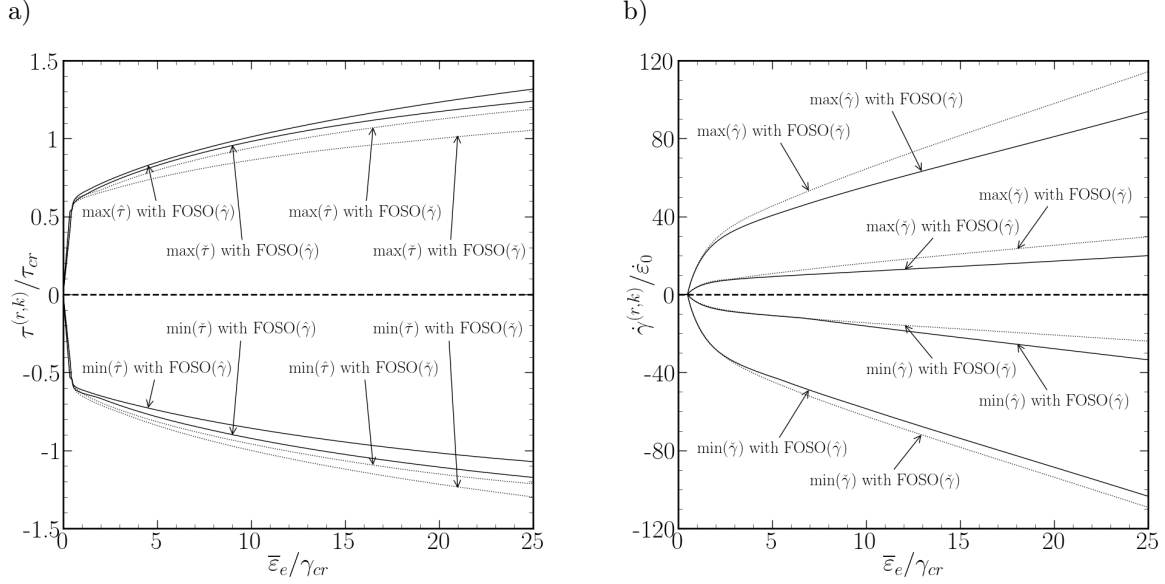 a)
1.5
1
0.5
0
-0.5
-1
-1.5
τ^(r,k)/τ_cr
max(τ̂) with FOSO(γ̂)
max(τ̂) with FOSO(γ̌)
max(τ̌) with FOSO(γ̂)
max(τ̌) with FOSO(γ̌)
min(τ̌) with FOSO(γ̂)
min(τ̌) with FOSO(γ̌)
min(τ̂) with FOSO(γ̂)
min(τ̂) with FOSO(γ̌)
0 5 10 15 20 25
ε̅_e/γ_cr
b)
120
80
40
0
-40
-80
-120
γ̇^(r,k)/ε̇_0
max(γ̂) with FOSO(γ̂)
max(γ̂) with FOSO(γ̌)
max(γ̌) with FOSO(γ̌)
max(γ̌) with FOSO(γ̂)
min(γ̂) with FOSO(γ̌)
min(γ̂) with FOSO(γ̂)
min(γ̌) with FOSO(γ̂)
min(γ̌) with FOSO(γ̌)
0 5 10 15 20 25
ε̅_e/γ_cr